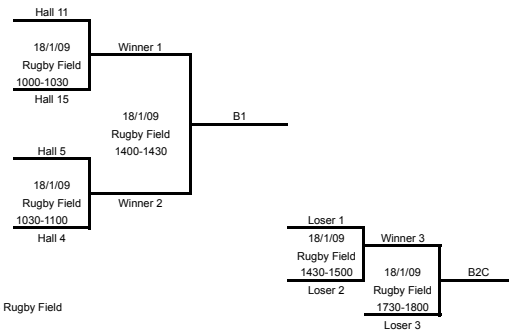 Hall 11
18/1/09
Rugby Field
1000-1030
Hall 15
Winner 1
18/1/09
Rugby Field
1400-1430
B1
Hall 5
18/1/09
Rugby Field
1030-1100
Hall 4
Winner 2
Loser 1
18/1/09
Rugby Field
1430-1500
Loser 2
Winner 3
18/1/09
Rugby Field
1730-1800
Loser 3
B2C
Rugby Field